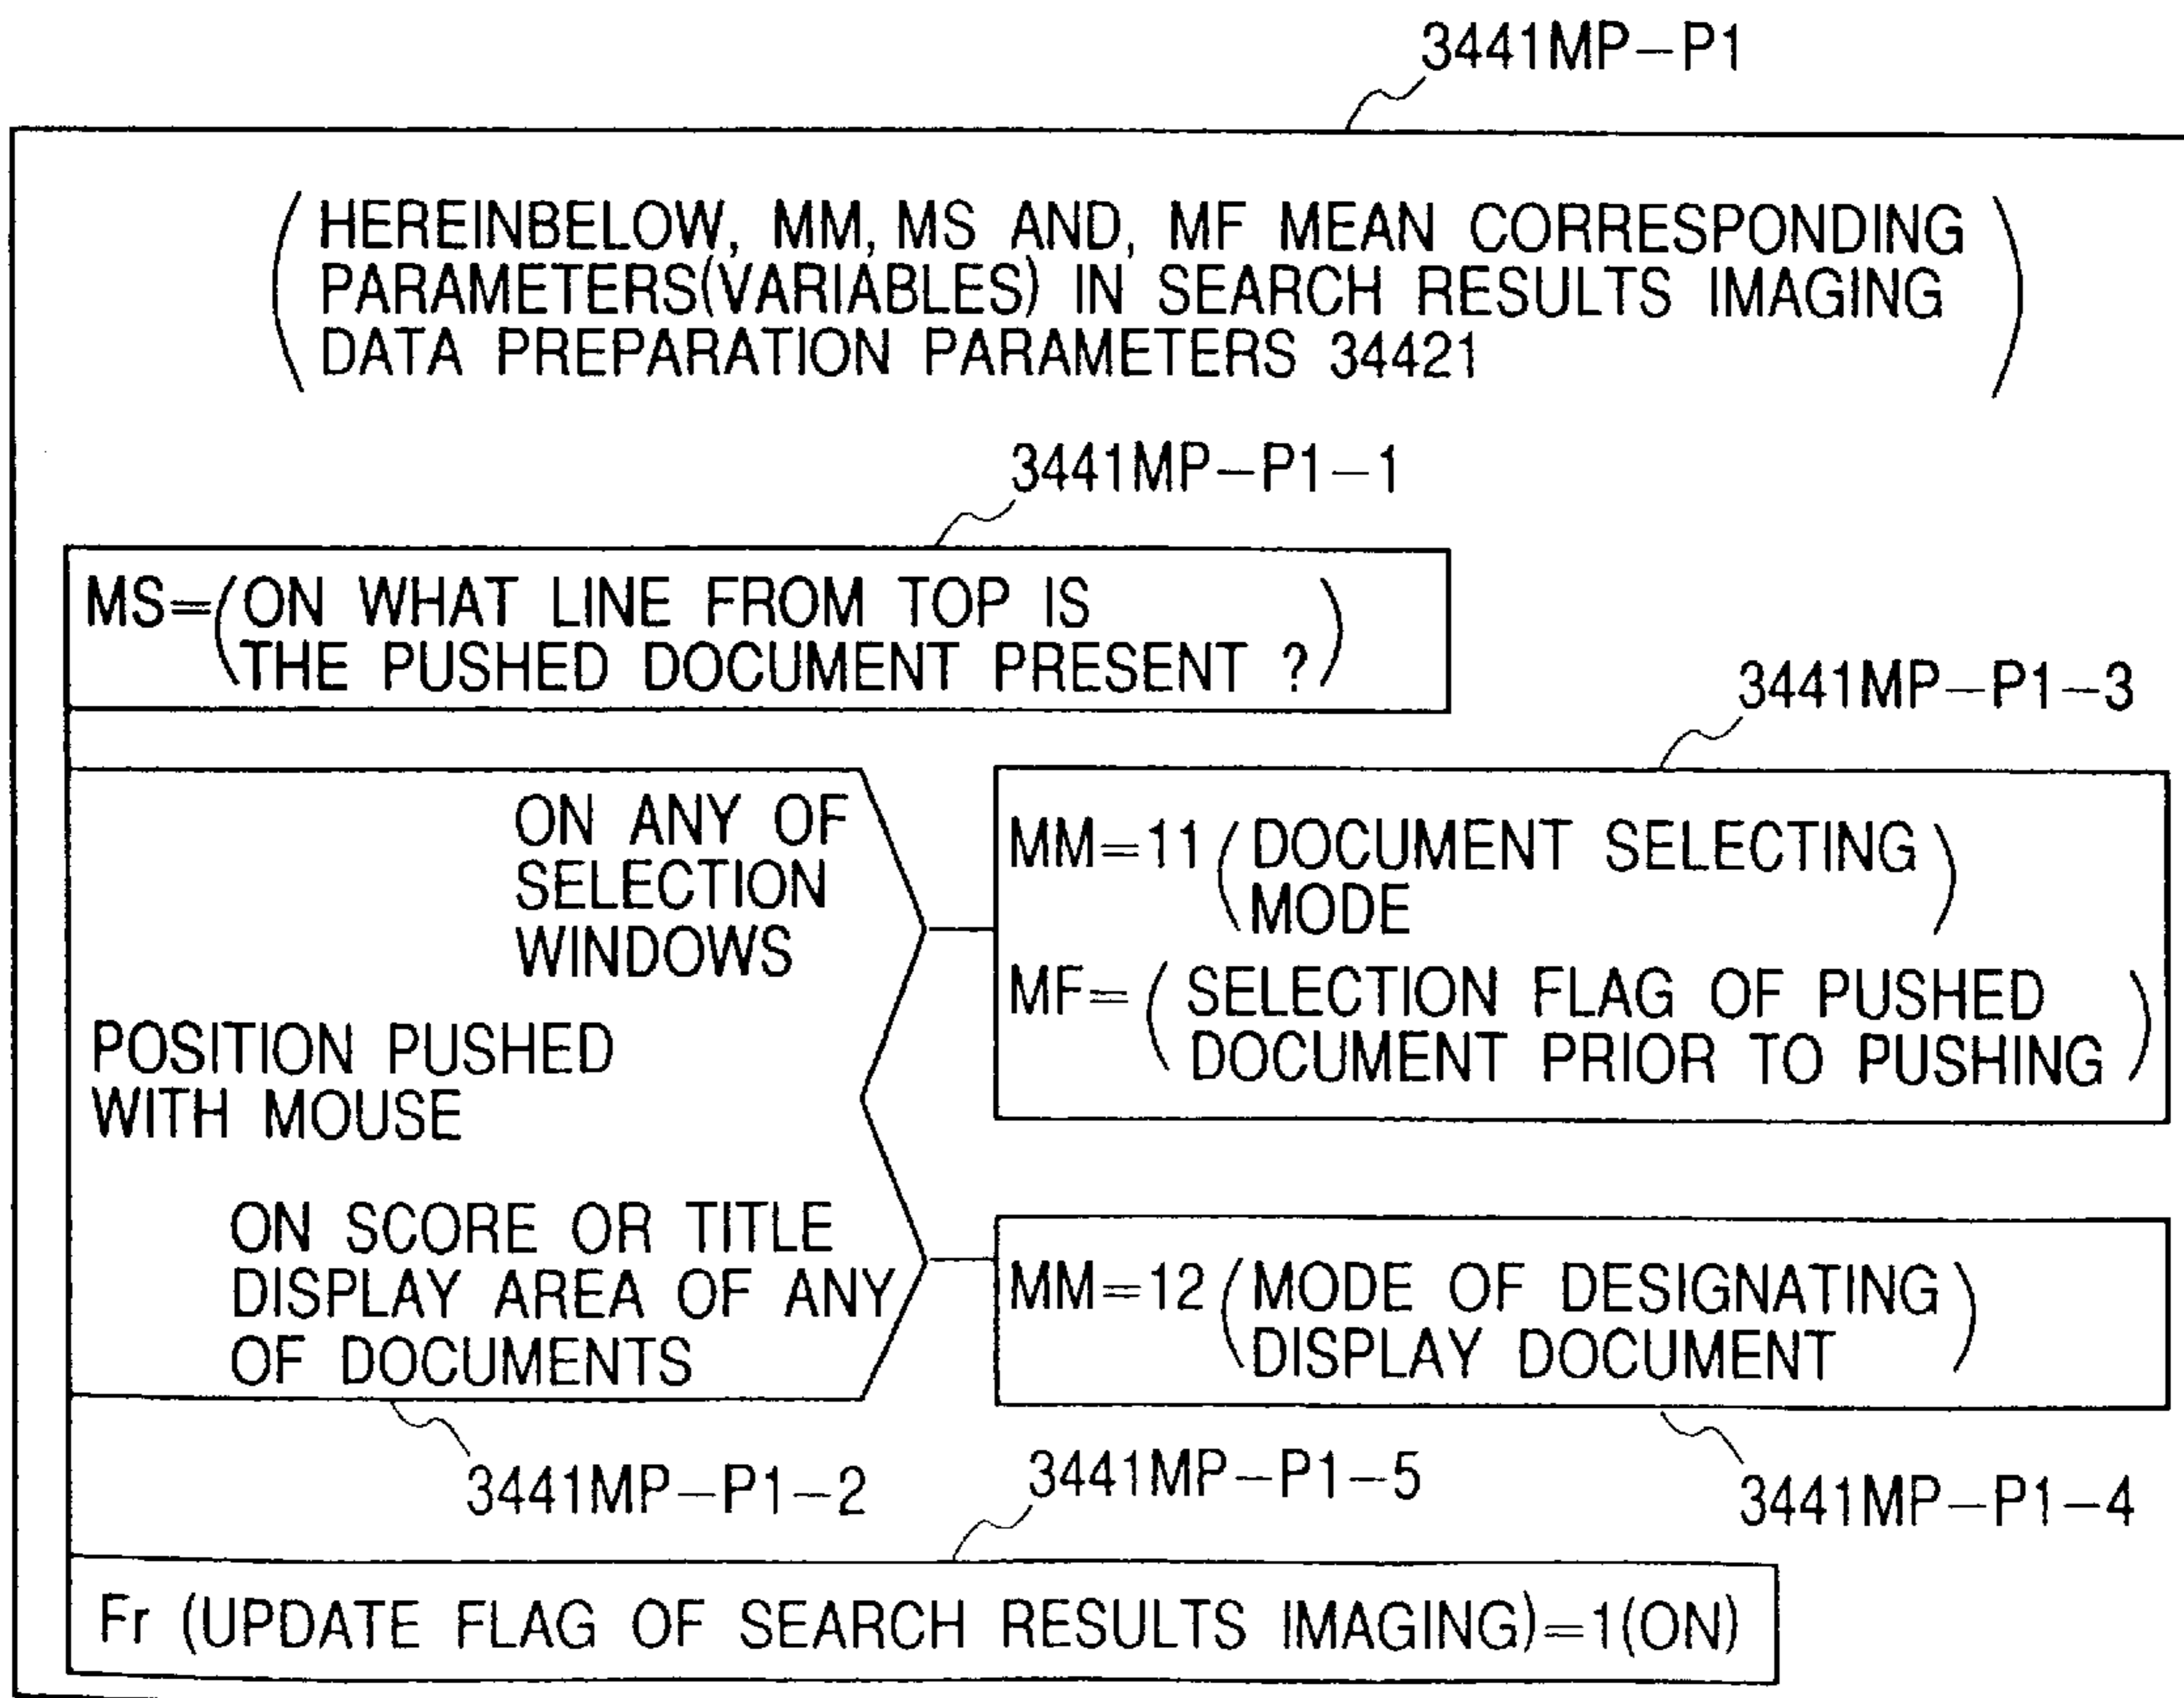 3441MP-P1
(HEREINBELOW, MM, MS AND, MF MEAN CORRESPONDING
PARAMETERS(VARIABLES) IN SEARCH RESULTS IMAGING
DATA PREPARATION PARAMETERS 34421)
3441MP-P1-1
MS=(ON WHAT LINE FROM TOP IS
THE PUSHED DOCUMENT PRESENT ?)
3441MP-P1-3
ON ANY OF
SELECTION
WINDOWS
MM=11(DOCUMENT SELECTING
MODE)
MF=(SELECTION FLAG OF PUSHED
DOCUMENT PRIOR TO PUSHING)
POSITION PUSHED
WITH MOUSE
ON SCORE OR TITLE
DISPLAY AREA OF ANY
OF DOCUMENTS
MM=12(MODE OF DESIGNATING
DISPLAY DOCUMENT)
3441MP-P1-2
3441MP-P1-5
3441MP-P1-4
Fr (UPDATE FLAG OF SEARCH RESULTS IMAGING)=1(ON)